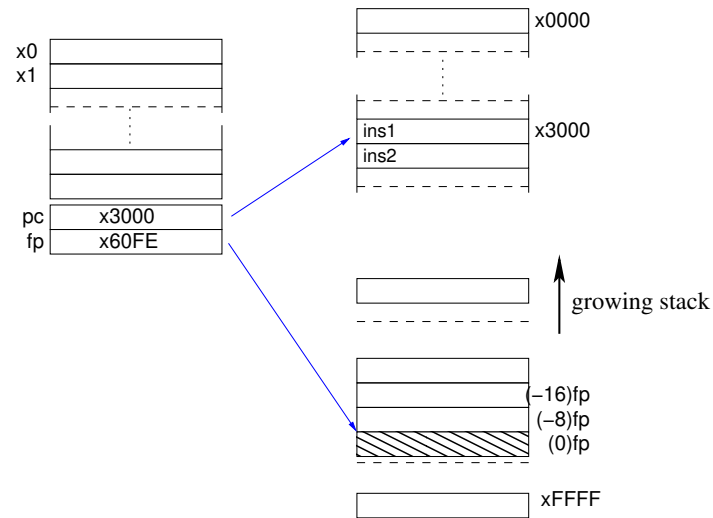 x0
x1
pc x3000
fp x60FE
x0000
ins1 x3000
ins2
growing stack
(−16)fp
(−8)fp
(0)fp
xFFFF